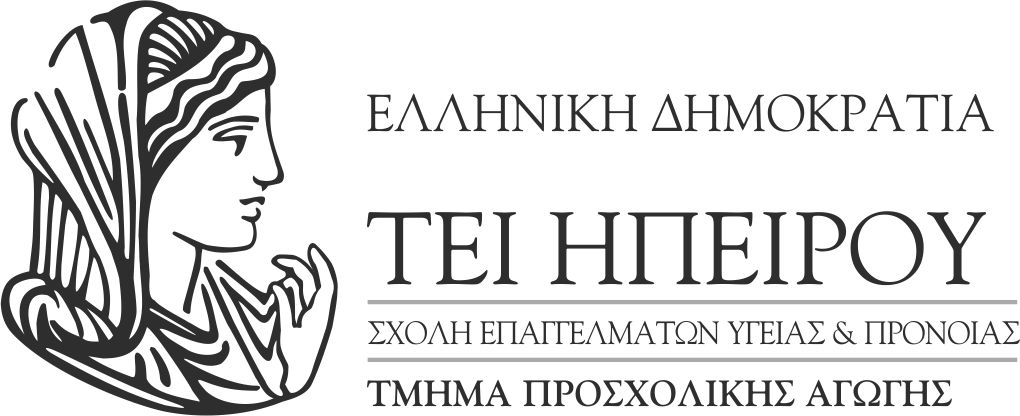 ΕΛΛΗΝΙΚΗ ΔΗΜΟΚΡΑΤΙΑ
ΤΕΙ ΗΠΕΙΡΟΥ
ΣΧΟΛΗ ΕΠΑΓΓΕΛΜΑΤΩΝ ΥΓΕΙΑΣ & ΠΡΟΝΟΙΑΣ
ΤΜΗΜΑ ΠΡΟΣΧΟΛΙΚΗΣ ΑΓΩΓΗΣ